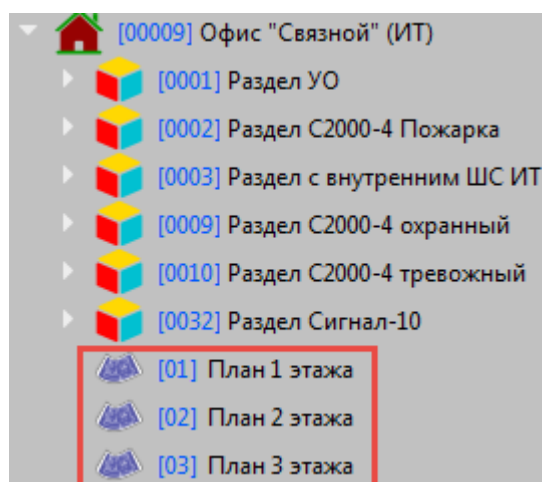 [00009] Офис "Связной" (ИТ)
[0001] Раздел УО
[0002] Раздел С2000-4 Пожарка
[0003] Раздел с внутренним ШС ИТ
[0009] Раздел С2000-4 охранный
[0010] Раздел С2000-4 тревожный
[0032] Раздел Сигнал-10
[01] План 1 этажа
[02] План 2 этажа
[03] План 3 этажа